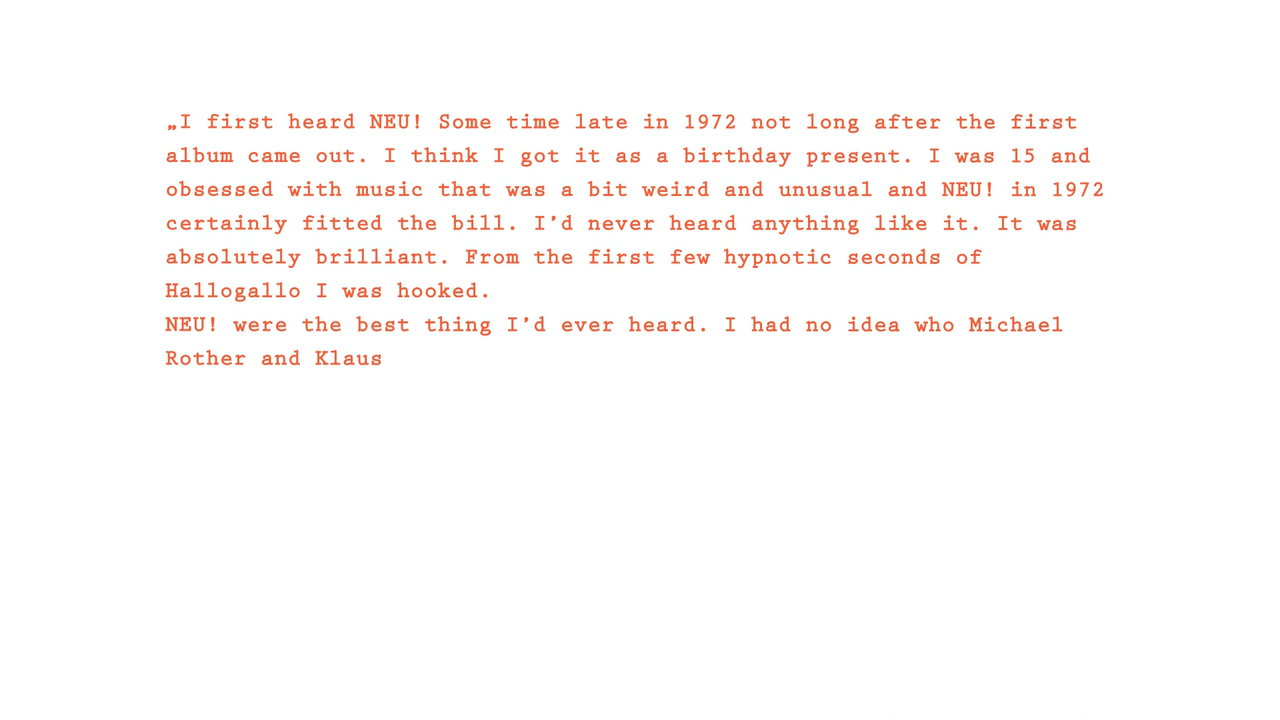 „I first heard NEU! Some time late in 1972 not long after the first
album came out. I think I got it as a birthday present. I was 15 and
obsessed with music that was a bit weird and unusual and NEU! in 1972
certainly fitted the bill. I’d never heard anything like it. It was
absolutely brilliant. From the first few hypnotic seconds of
Hallogallo I was hooked.
NEU! were the best thing I’d ever heard. I had no idea who Michael
Rother and Klaus